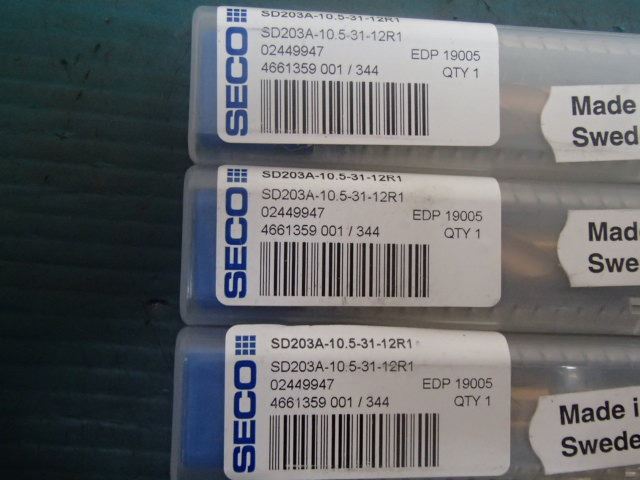 SECO
SD203A-10.5-31-12R1
SD203A-10.5-31-12R1
02449947 EDP 19005
4661359 001 / 344 QTY 1
Made
Swed
SECO
SD203A-10.5-31-12R1
SD203A-10.5-31-12R1
02449947 EDP 19005
4661359 001 / 344 QTY 1
Mad
Swe
SECO
SD203A-10.5-31-12R1
SD203A-10.5-31-12R1
02449947 EDP 19005
4661359 001 / 344 QTY 1
Made i
Swede